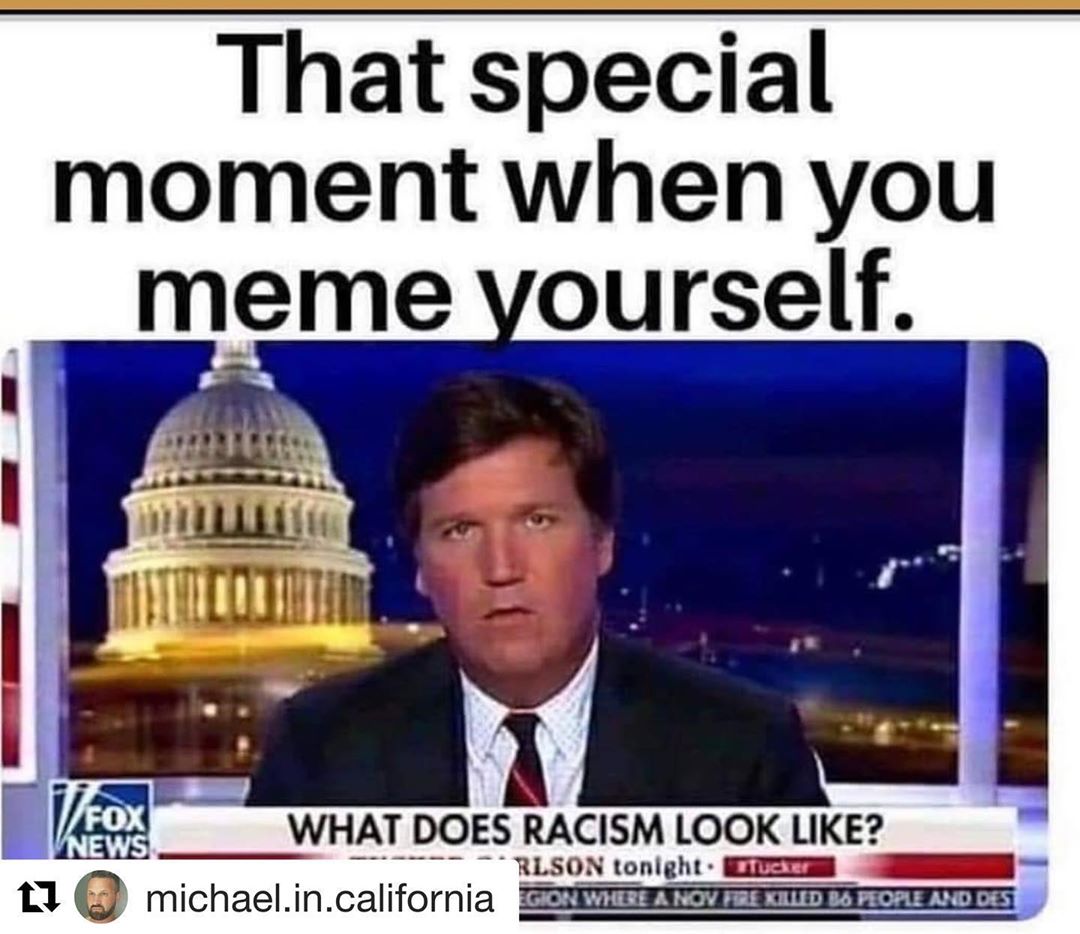 That special
moment when you
meme yourself.
FOX
NEWS
WHAT DOES RACISM LOOK LIKE?
RLSON tonight · #Tucker
EGION WHERE A NOV FIRE KILLED 86 PEOPLE AND DES
michael.in.california